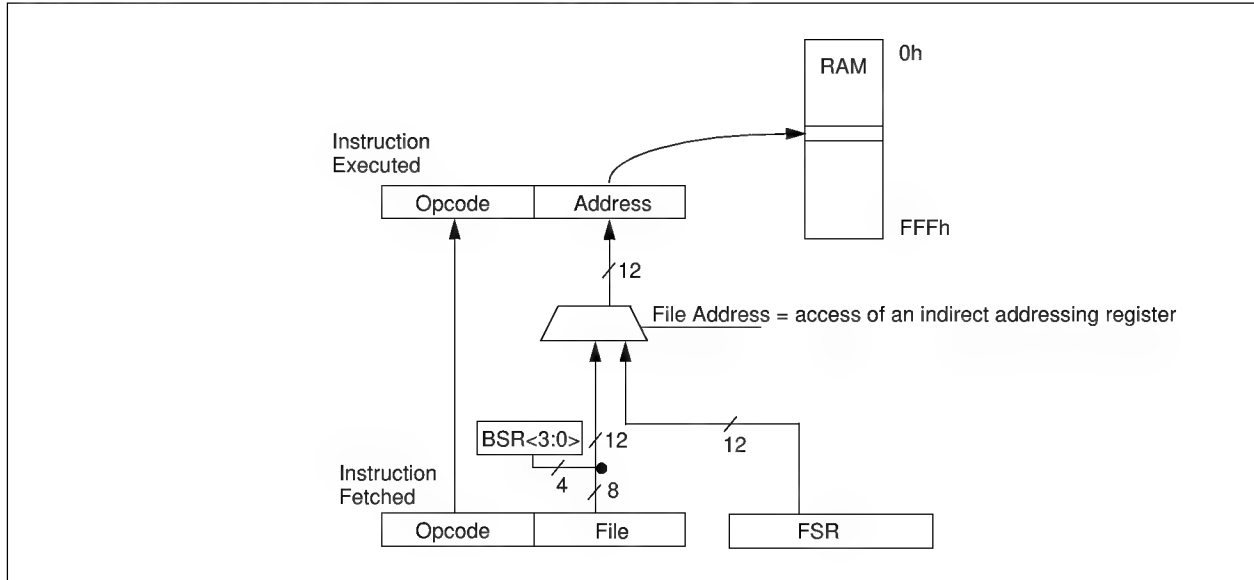 RAM
0h
Instruction
Executed
Opcode
Address
FFFh
12
File Address = access of an indirect addressing register
BSR<3:0>
12
12
4
8
Instruction
Fetched
Opcode
File
FSR